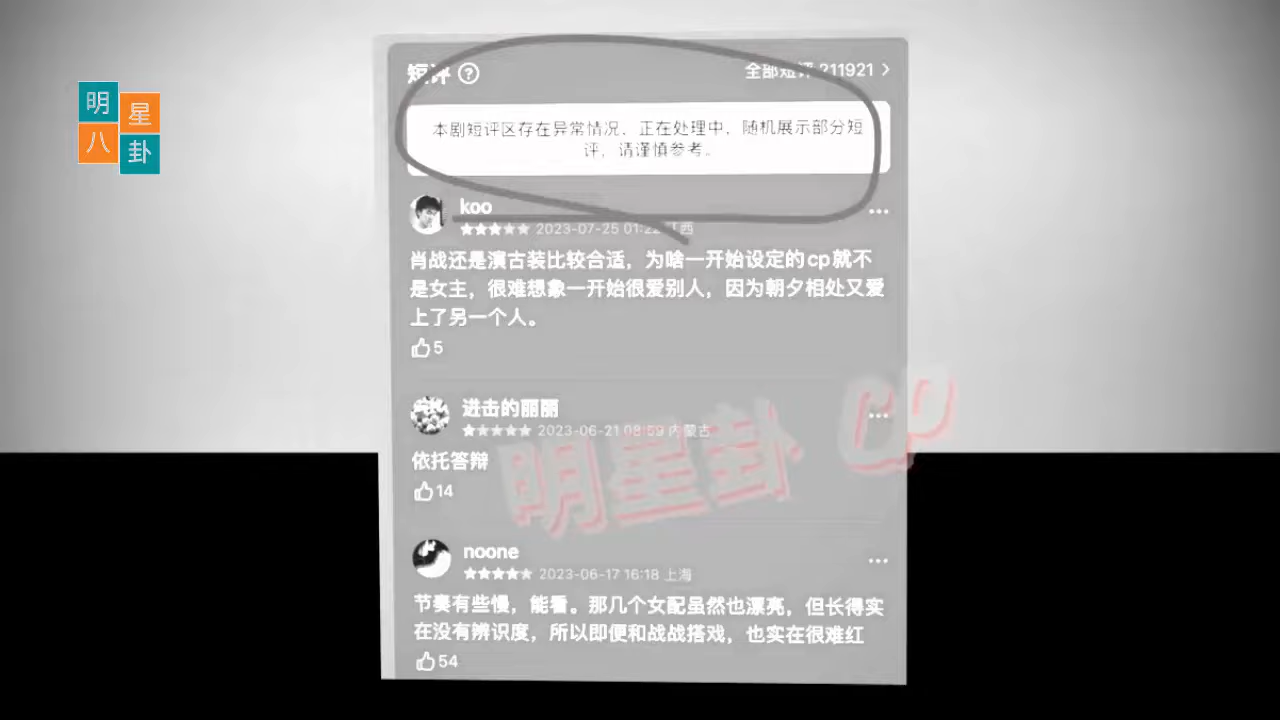 明星
八卦
短评 ?
全部短评 211921 >
本剧短评区存在异常情况、正在处理中，随机展示部分短
评，请谨慎参考。
koo
2023-07-25 01:22 江西
肖战还是演古装比较合适，为啥一开始设定的cp就不
是女主，很难想象一开始很爱别人，因为朝夕相处又爱
上了另一个人。
5
进击的丽丽
2023-06-21 08:59 内蒙古
依托答辩
14
明星卦 CP
noone
2023-06-17 16:18 上海
节奏有些慢，能看。那几个女配虽然也漂亮，但长得实
在没有辨识度，所以即便和战战搭戏，也实在很难红
54